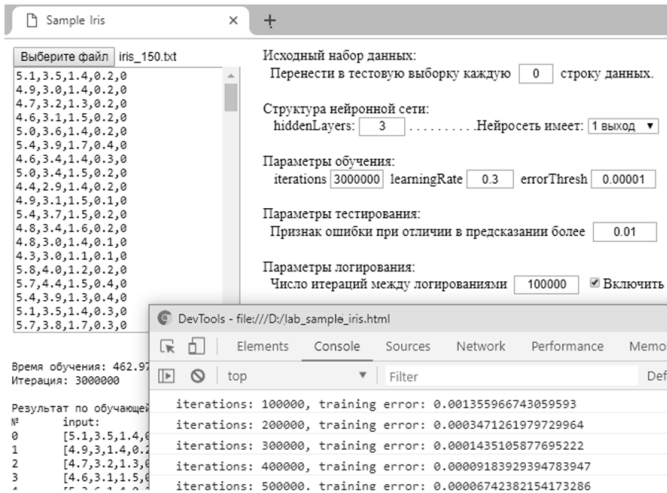 Sample Iris
Выберите файл iris_150.txt
5.1,3.5,1.4,0.2,0
4.9,3.0,1.4,0.2,0
4.7,3.2,1.3,0.2,0
4.6,3.1,1.5,0.2,0
5.0,3.6,1.4,0.2,0
5.4,3.9,1.7,0.4,0
4.6,3.4,1.4,0.3,0
5.0,3.4,1.5,0.2,0
4.4,2.9,1.4,0.2,0
4.9,3.1,1.5,0.1,0
5.4,3.7,1.5,0.2,0
4.8,3.4,1.6,0.2,0
4.8,3.0,1.4,0.1,0
4.3,3.0,1.1,0.1,0
5.8,4.0,1.2,0.2,0
5.7,4.4,1.5,0.4,0
5.4,3.9,1.3,0.4,0
5.1,3.5,1.4,0.3,0
5.7,3.8,1.7,0.3,0
Исходный набор данных:
Перенести в тестовую выборку каждую 0 строку данных.
Структура нейронной сети:
hiddenLayers: 3 . . . . . . . . . .Нейросеть имеет: 1 выход
Параметры обучения:
iterations 3000000 learningRate 0.3 errorThresh 0.00001
Параметры тестирования:
Признак ошибки при отличии в предсказании более 0.01
Параметры логирования:
Число итераций между логированиями 100000 Включить
Время обучения: 462.97
Итерация: 3000000
Результат по обучающей
№ input:
0 [5.1,3.5,1.4,0
1 [4.9,3.1,1.4,0.2
2 [4.7,3.2,1.3,0
3 [4.6,3.1,1.5,0
DevTools - file:///D:/lab_sample_iris.html
Elements Console Sources Network Performance Memo
top Filter Def
iterations: 100000, training error: 0.001355966743059593
iterations: 200000, training error: 0.0003471261979729964
iterations: 300000, training error: 0.0001435105877695222
iterations: 400000, training error: 0.00009183929394783947
iterations: 500000, training error: 0.00006742382154173286